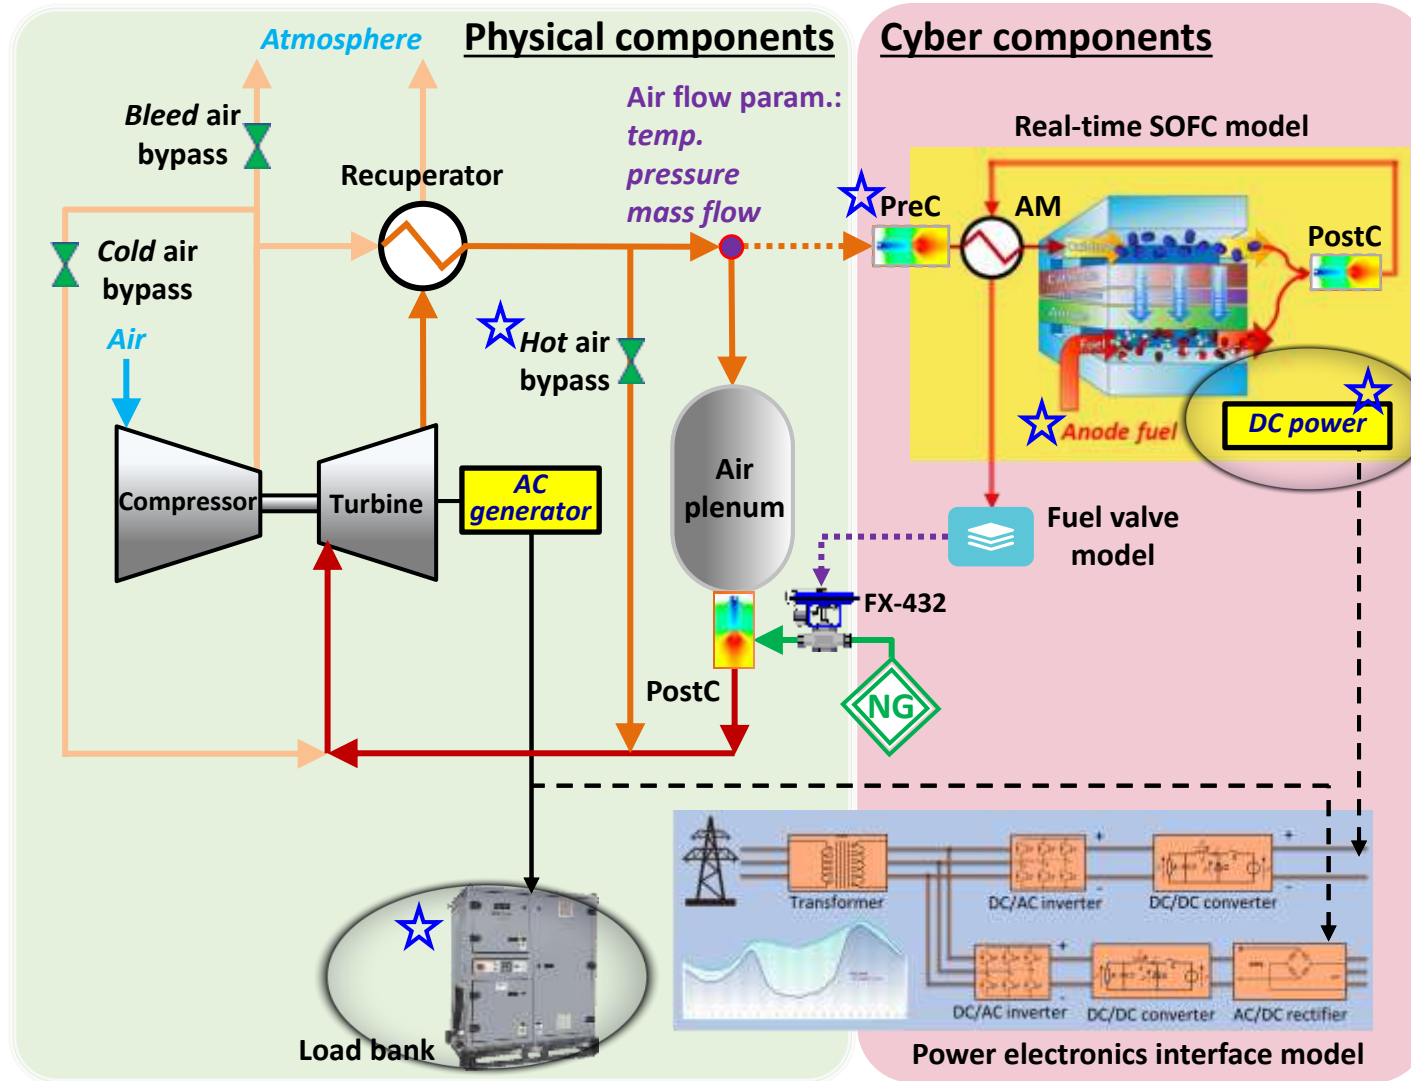 Physical components
Cyber components
Atmosphere
Bleed air
bypass
Air flow param.:
temp.
pressure
mass flow
Real-time SOFC model
Recuperator
PreC
AM
PostC
Cold air
bypass
Air
Hot air
bypass
Fuel
Anode fuel
DC power
Compressor
Turbine
AC
generator
Air
plenum
Fuel valve
model
FX-432
PostC
NG
+
+
-
-
Transformer
DC/AC inverter
DC/DC converter
+
-
DC/AC inverter
DC/DC converter
AC/DC rectifier
Load bank
Power electronics interface model